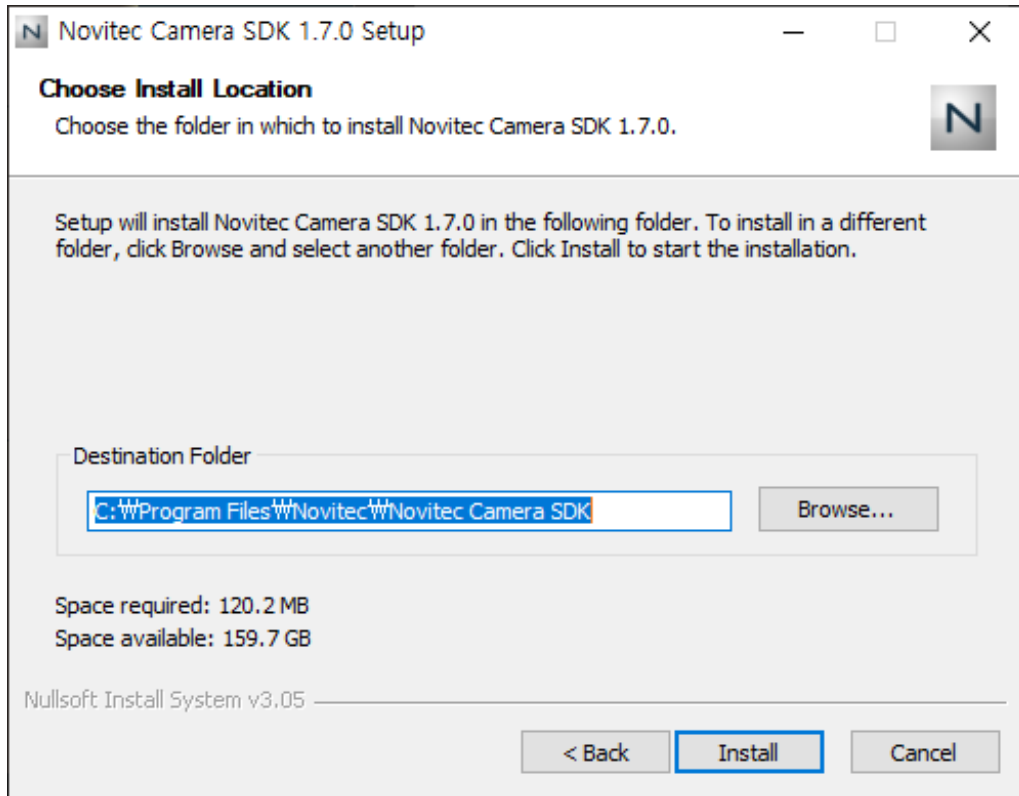 N Novitec Camera SDK 1.7.0 Setup
Choose Install Location
Choose the folder in which to install Novitec Camera SDK 1.7.0.
N
Setup will install Novitec Camera SDK 1.7.0 in the following folder. To install in a different
folder, click Browse and select another folder. Click Install to start the installation.
Destination Folder
C:₩Program Files₩Novitec₩Novitec Camera SDK
Browse...
Space required: 120.2 MB
Space available: 159.7 GB
Nullsoft Install System v3.05
< Back Install Cancel